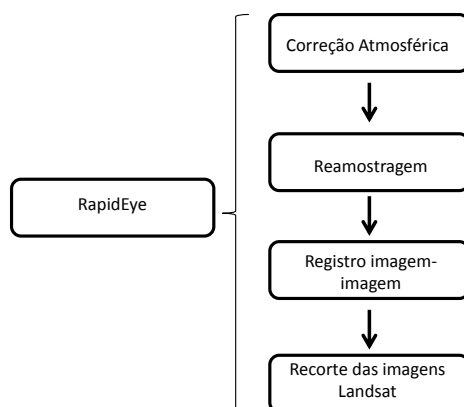 Correção Atmosférica
Reamostragem
RapidEye
Registro imagem-
imagem
Recorte das imagens
Landsat